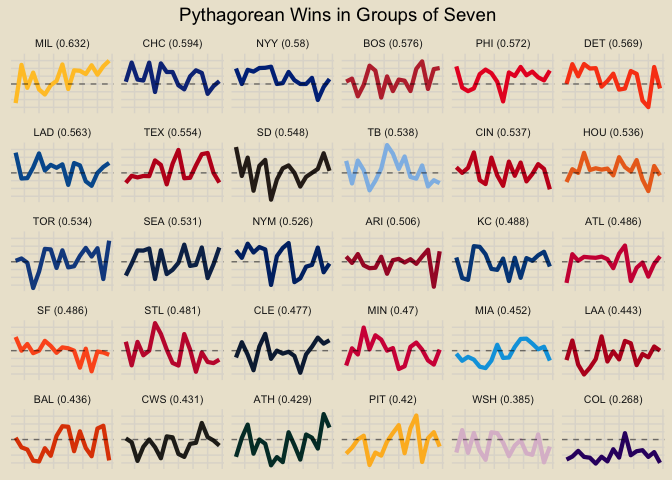 Pythagorean Wins in Groups of Seven
MIL (0.632) CHC (0.594) NYY (0.58) BOS (0.576) PHI (0.572) DET (0.569)
LAD (0.563) TEX (0.554) SD (0.548) TB (0.538) CIN (0.537) HOU (0.536)
TOR (0.534) SEA (0.531) NYM (0.526) ARI (0.506) KC (0.488) ATL (0.486)
SF (0.486) STL (0.481) CLE (0.477) MIN (0.47) MIA (0.452) LAA (0.443)
BAL (0.436) CWS (0.431) ATH (0.429) PIT (0.42) WSH (0.385) COL (0.268)